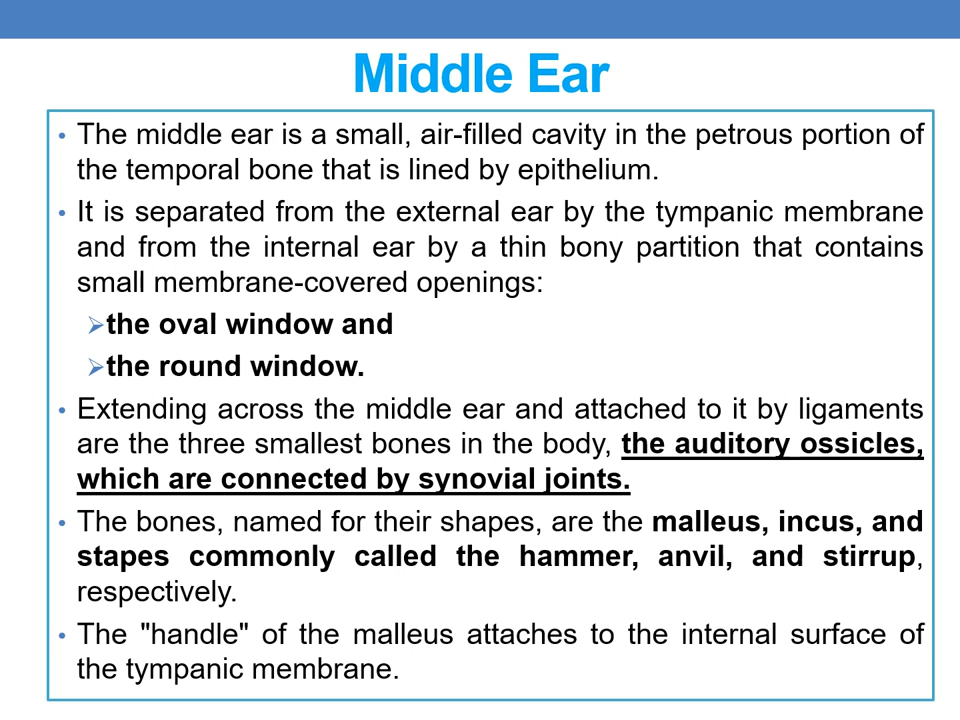 Middle Ear
• The middle ear is a small, air-filled cavity in the petrous portion of
the temporal bone that is lined by epithelium.
• It is separated from the external ear by the tympanic membrane
and from the internal ear by a thin bony partition that contains
small membrane-covered openings:
➢the oval window and
➢the round window.
• Extending across the middle ear and attached to it by ligaments
are the three smallest bones in the body, the auditory ossicles,
which are connected by synovial joints.
• The bones, named for their shapes, are the malleus, incus, and
stapes commonly called the hammer, anvil, and stirrup,
respectively.
• The "handle" of the malleus attaches to the internal surface of
the tympanic membrane.